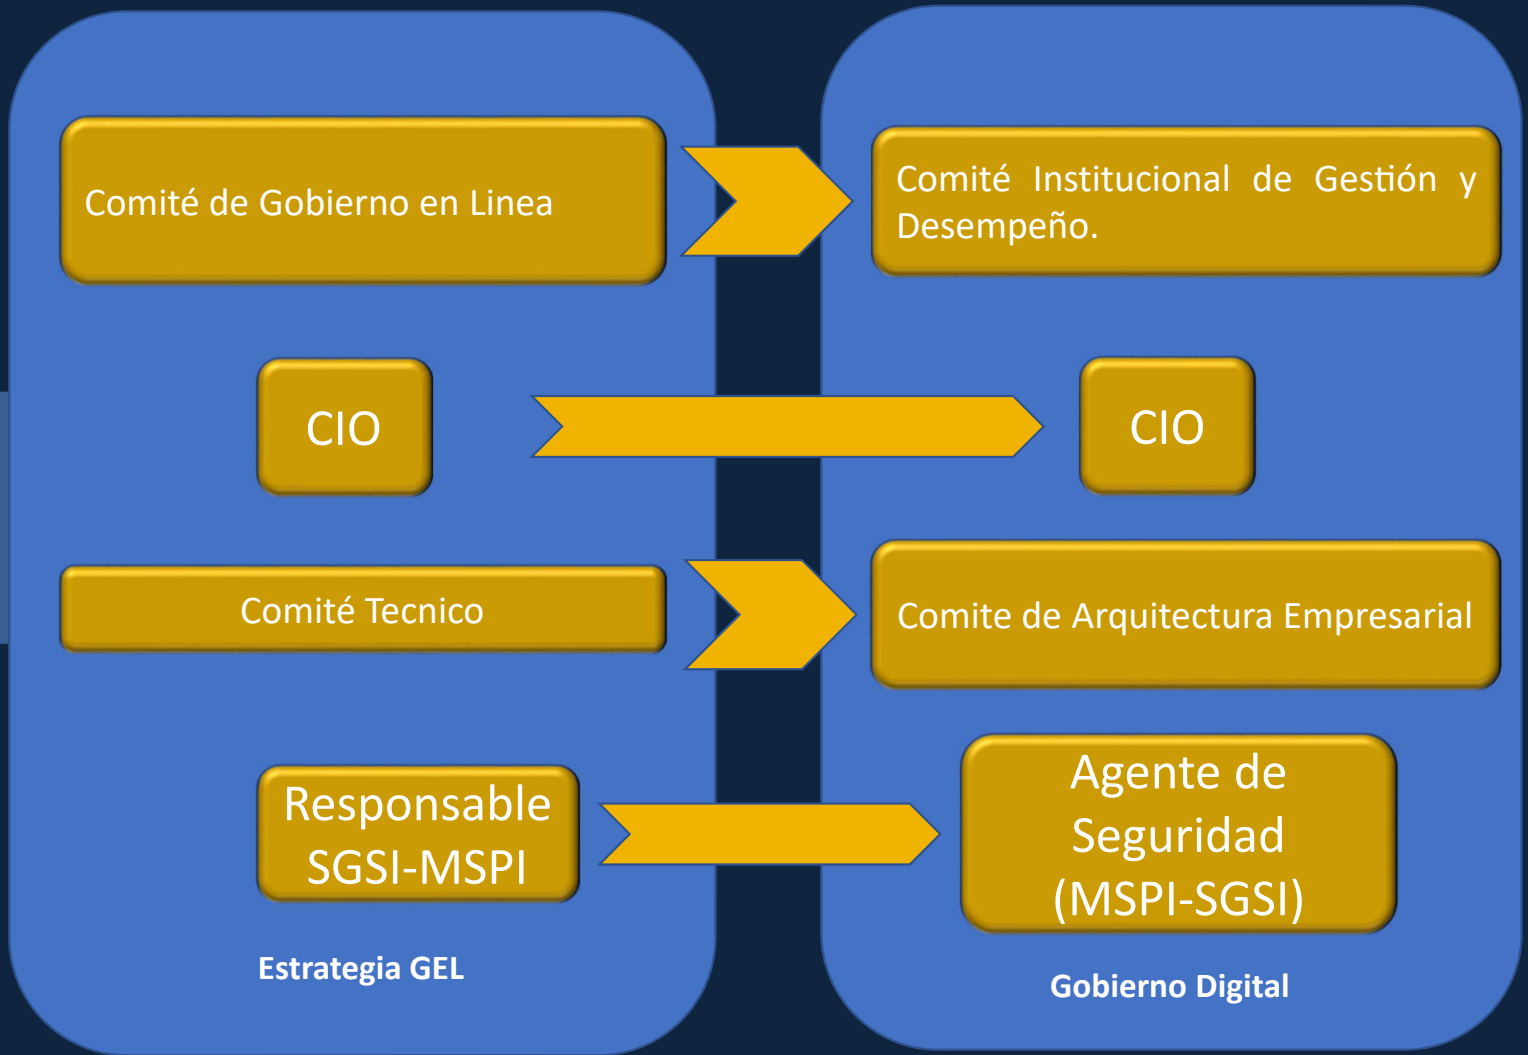 Comité de Gobierno en Linea
CIO
Comité Tecnico
Responsable
SGSI-MSPI
Estrategia GEL
Comité Institucional de Gestión y
Desempeño.
CIO
Comite de Arquitectura Empresarial
Agente de
Seguridad
(MSPI-SGSI)
Gobierno Digital